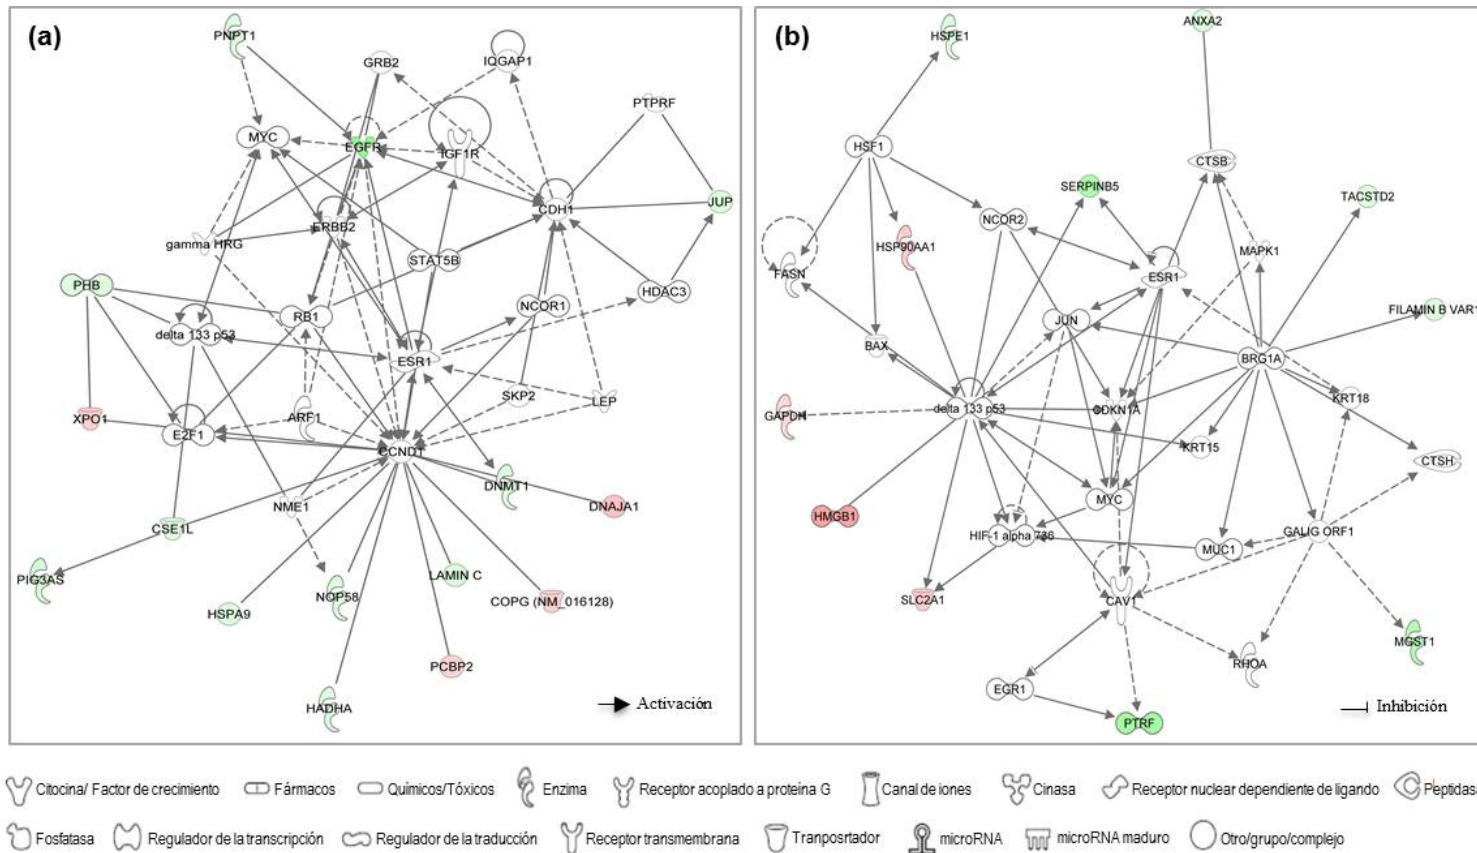 (a)
PNPT1
GRB2
IQGAP1
PTPRF
MYC
EGFR
IGF1R
JUP
CDH1
ERBB2
gamma HRG
STAT5B
PHB
HDAC3
NCOR1
RB1
delta 133 p53
ESR1
SKP2
LEP
ARF1
XPO1
E2F1
CCND1
DNMT1
DNAJA1
NME1
CSE1L
PIG3AS
NOP58
LAMIN C
HSPA9
COPG (NM_016128)
PCBP2
HADHA
Activación
(b)
HSPE1
ANXA2
HSF1
CTSB
SERPINB5
TACSTD2
NCOR2
HSP90AA1
MAPK1
FASN
ESR1
FILAMIN B VAR1
JUN
BAX
BRG1A
KRT18
GAPDH
delta 133 p53
CDKN1A
KRT15
CTSH
MYC
HMGB1
HIF-1 alpha 736
MUC1
GALIG ORF1
SLC2A1
CAV1
MGST1
RHOA
EGR1
PTRF
Inhibición
Citocina/ Factor de crecimiento
Fármacos
Químicos/Tóxicos
Enzima
Receptor acoplado a proteína G
Canal de iones
Cinasa
Receptor nuclear dependiente de ligando
Peptidasa
Fosfatasa
Regulador de la transcripción
Regulador de la traducción
Receptor transmembrana
Tranposrtador
microRNA
microRNA maduro
Otro/grupo/complejo